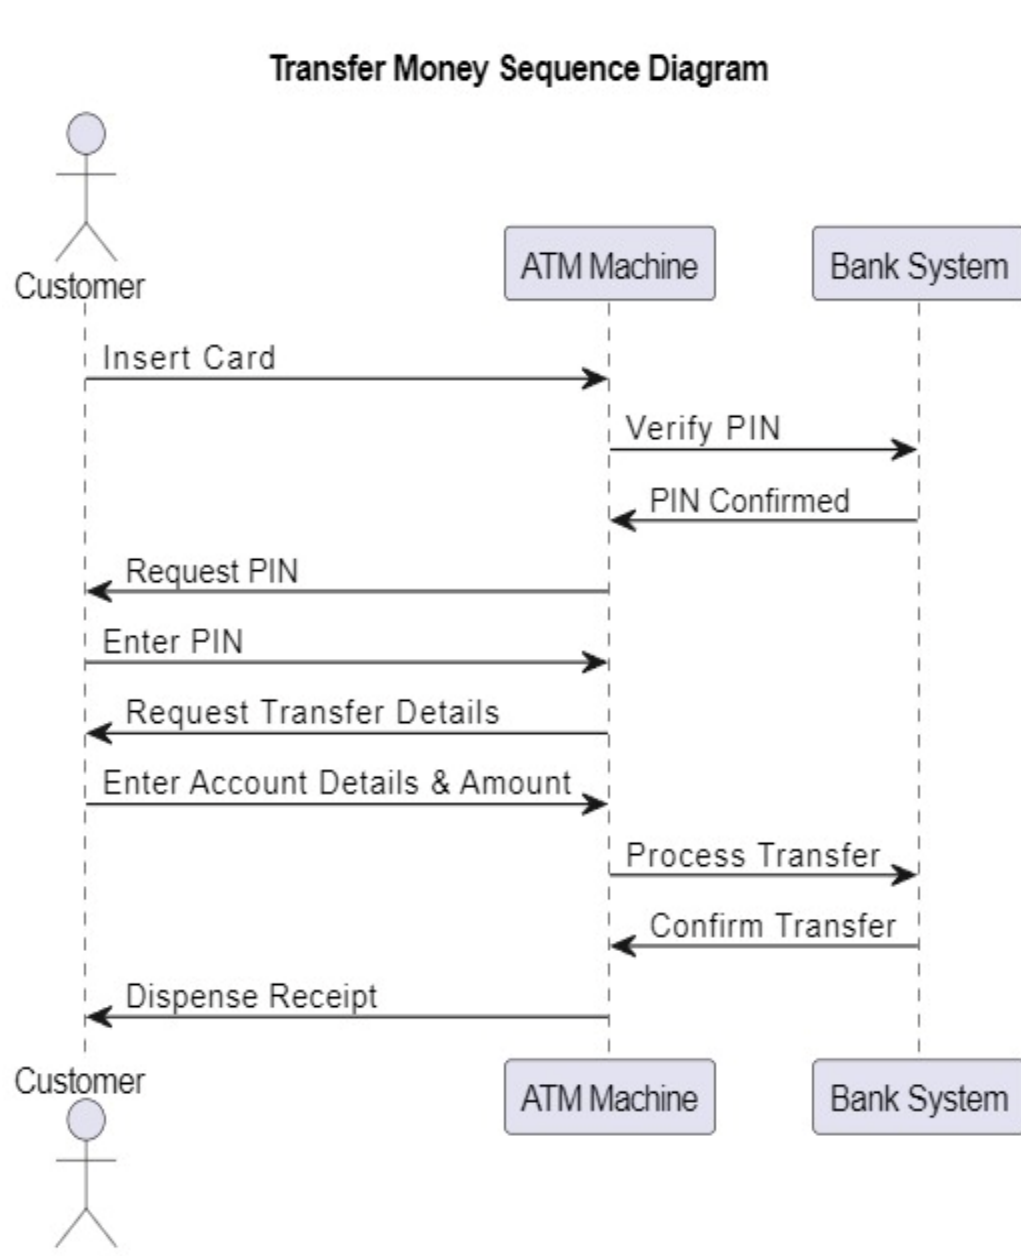 Transfer Money Sequence Diagram
Customer
ATM Machine
Bank System
Insert Card
Verify PIN
PIN Confirmed
Request PIN
Enter PIN
Request Transfer Details
Enter Account Details & Amount
Process Transfer
Confirm Transfer
Dispense Receipt
Customer
ATM Machine
Bank System